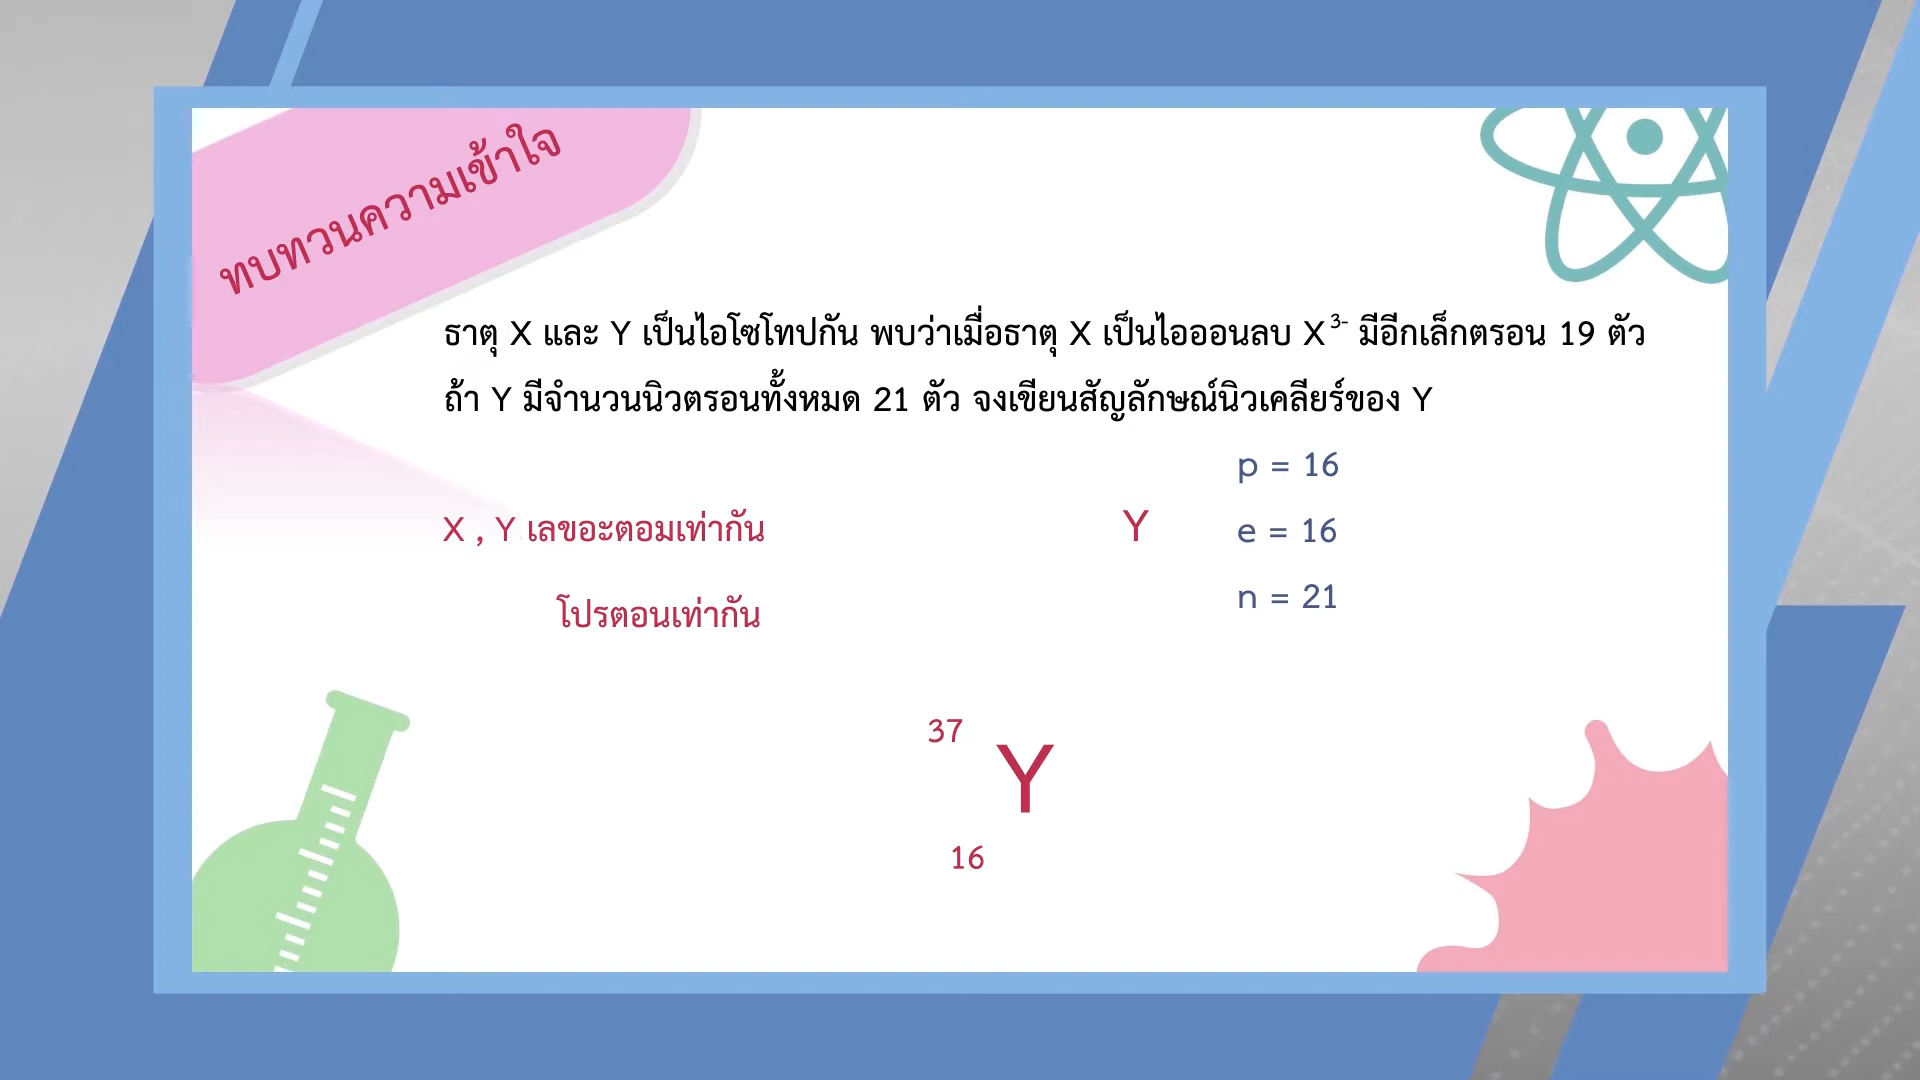 ทบทวนความเข้าใจ
ธาตุ X และ Y เป็นไอโซโทปกัน พบว่าเมื่อธาตุ X เป็นไอออนลบ X³⁻ มีอีกเล็กตรอน 19 ตัว
ถ้า Y มีจำนวนนิวตรอนทั้งหมด 21 ตัว จงเขียนสัญลักษณ์นิวเคลียร์ของ Y
p = 16
X , Y เลขอะตอมเท่ากัน
Y
e = 16
n = 21
โปรตอนเท่ากัน
37
Y
16